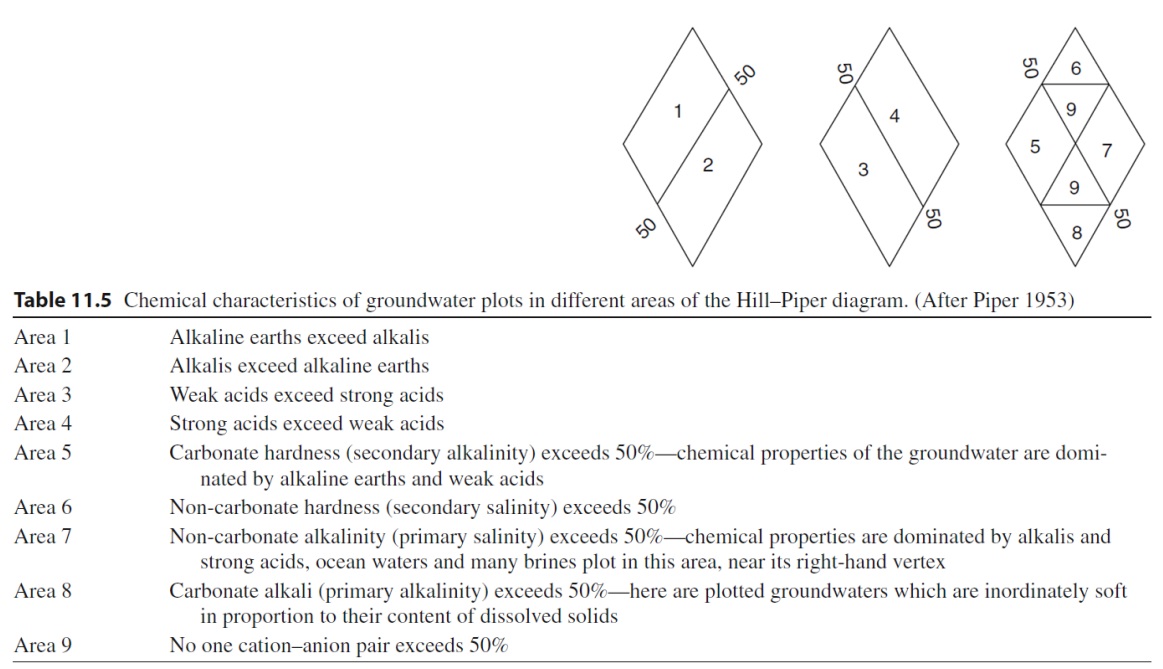 50
1
2
50
50
4
3
50
50
6
9
5
7
9
50
8
Table 11.5 Chemical characteristics of groundwater plots in different areas of the Hill–Piper diagram. (After Piper 1953)
Area 1 Alkaline earths exceed alkalis
Area 2 Alkalis exceed alkaline earths
Area 3 Weak acids exceed strong acids
Area 4 Strong acids exceed weak acids
Area 5 Carbonate hardness (secondary alkalinity) exceeds 50%—chemical properties of the groundwater are domi-
nated by alkaline earths and weak acids
Area 6 Non-carbonate hardness (secondary salinity) exceeds 50%
Area 7 Non-carbonate alkalinity (primary salinity) exceeds 50%—chemical properties are dominated by alkalis and
strong acids, ocean waters and many brines plot in this area, near its right-hand vertex
Area 8 Carbonate alkali (primary alkalinity) exceeds 50%—here are plotted groundwaters which are inordinately soft
in proportion to their content of dissolved solids
Area 9 No one cation–anion pair exceeds 50%